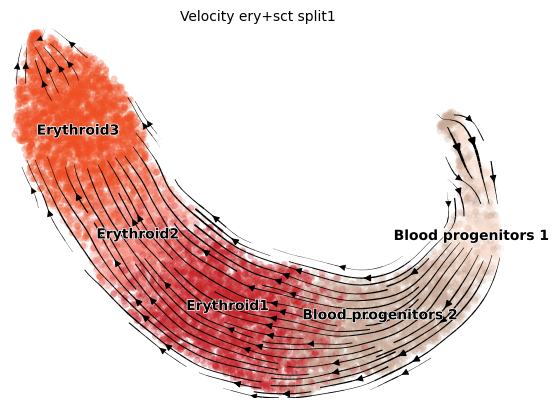 Velocity ery+sct split1
Erythroid3
Erythroid2
Blood progenitors 1
Erythroid1
Blood progenitors 2